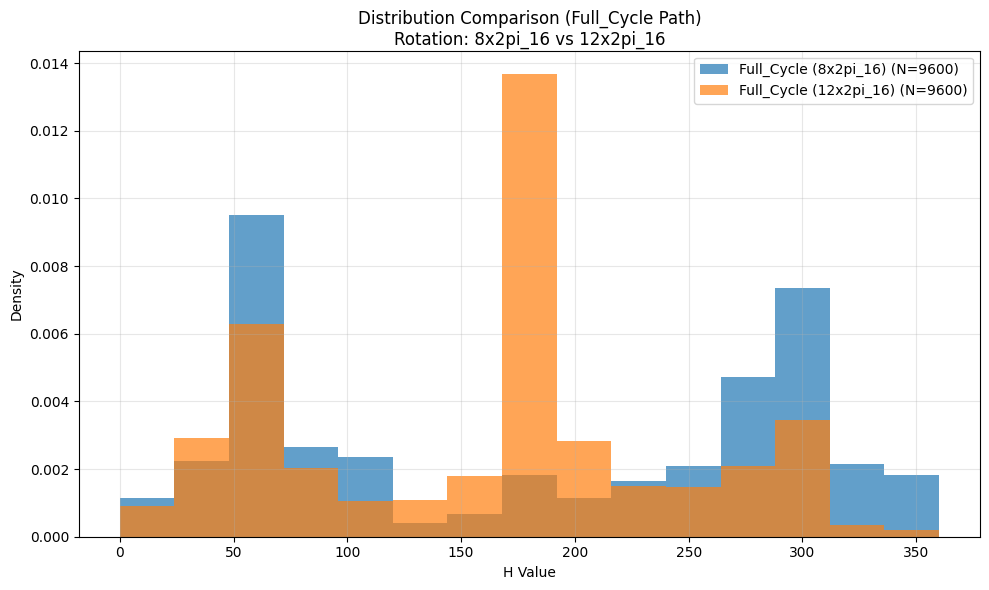 Distribution Comparison (Full_Cycle Path)
Rotation: 8x2pi_16 vs 12x2pi_16
Full_Cycle (8x2pi_16) (N=9600)
Full_Cycle (12x2pi_16) (N=9600)
Density
0.014
0.012
0.010
0.008
0.006
0.004
0.002
0.000
0 50 100 150 200 250 300 350
H Value